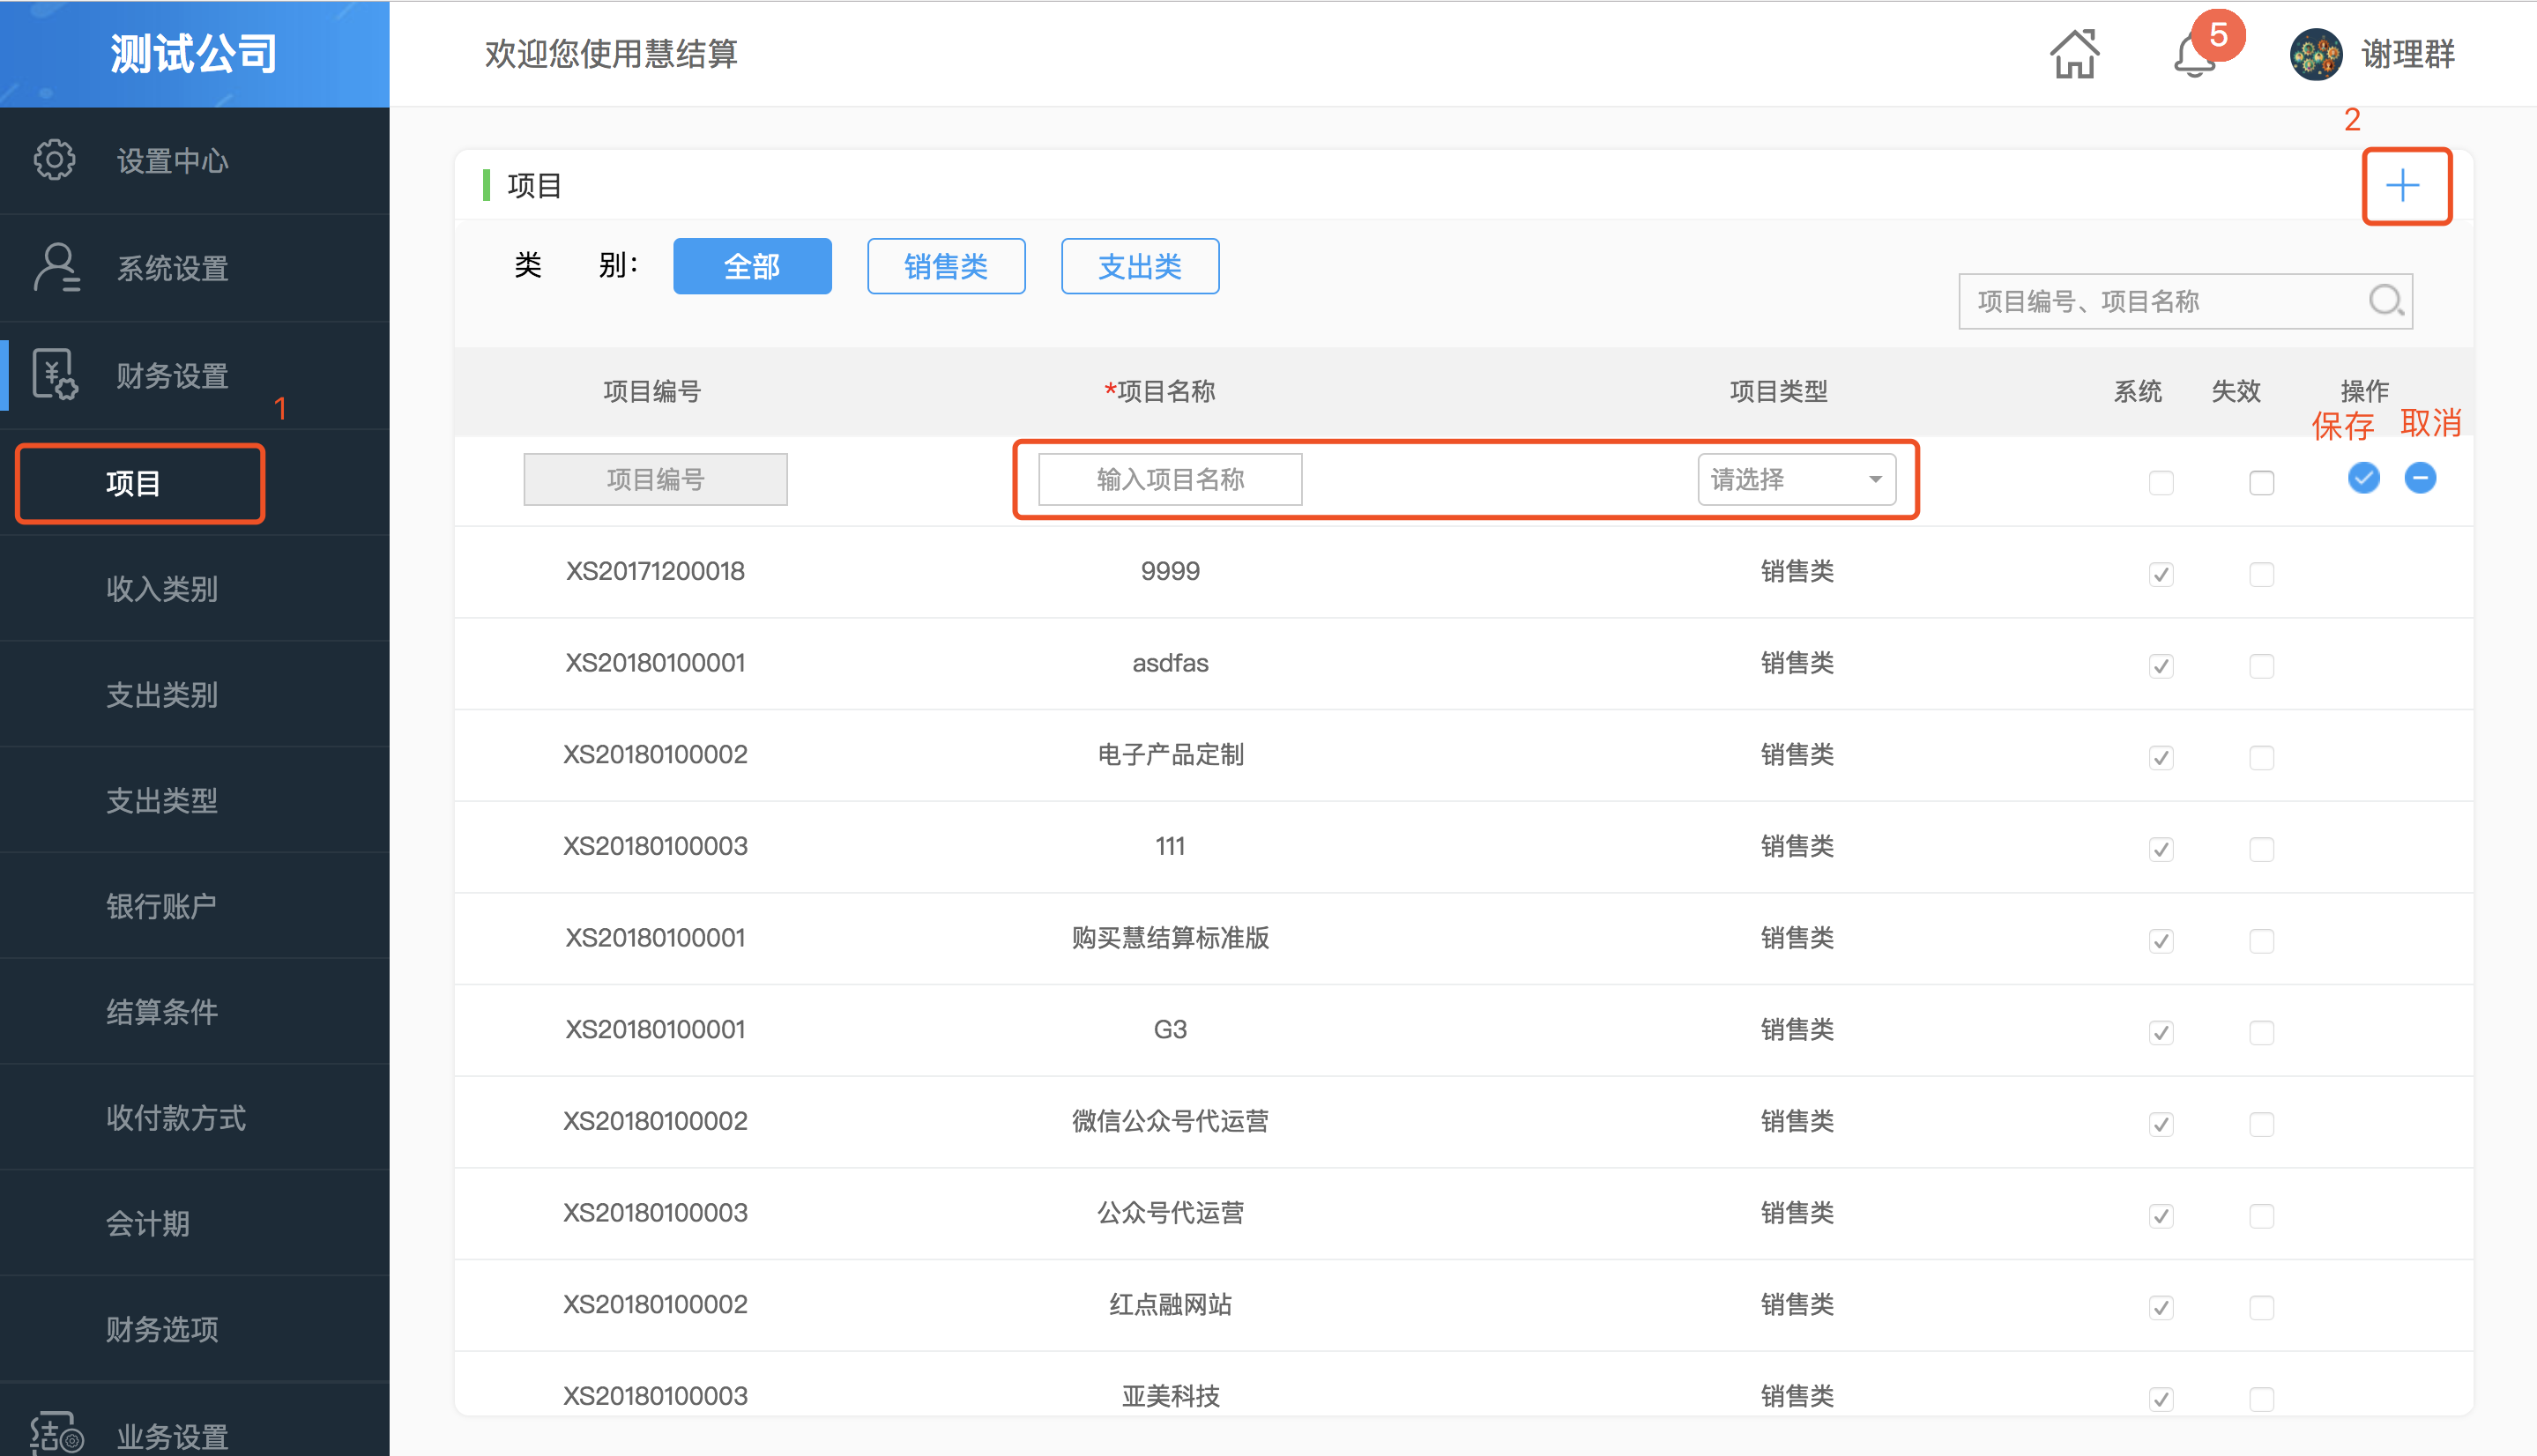 测试公司
欢迎您使用慧结算
5
谢理群
设置中心
系统设置
财务设置
1
项目
收入类别
支出类别
支出类型
银行账户
结算条件
收付款方式
会计期
财务选项
业务设置
2
项目
类 别: 全部 销售类 支出类
项目编号、项目名称
项目编号 *项目名称 项目类型 系统 失效 操作
保存 取消
项目编号 输入项目名称 请选择
XS20171200018 9999 销售类
XS20180100001 asdfas 销售类
XS20180100002 电子产品定制 销售类
XS20180100003 111 销售类
XS20180100001 购买慧结算标准版 销售类
XS20180100001 G3 销售类
XS20180100002 微信公众号代运营 销售类
XS20180100003 公众号代运营 销售类
XS20180100002 红点融网站 销售类
XS20180100003 亚美科技 销售类